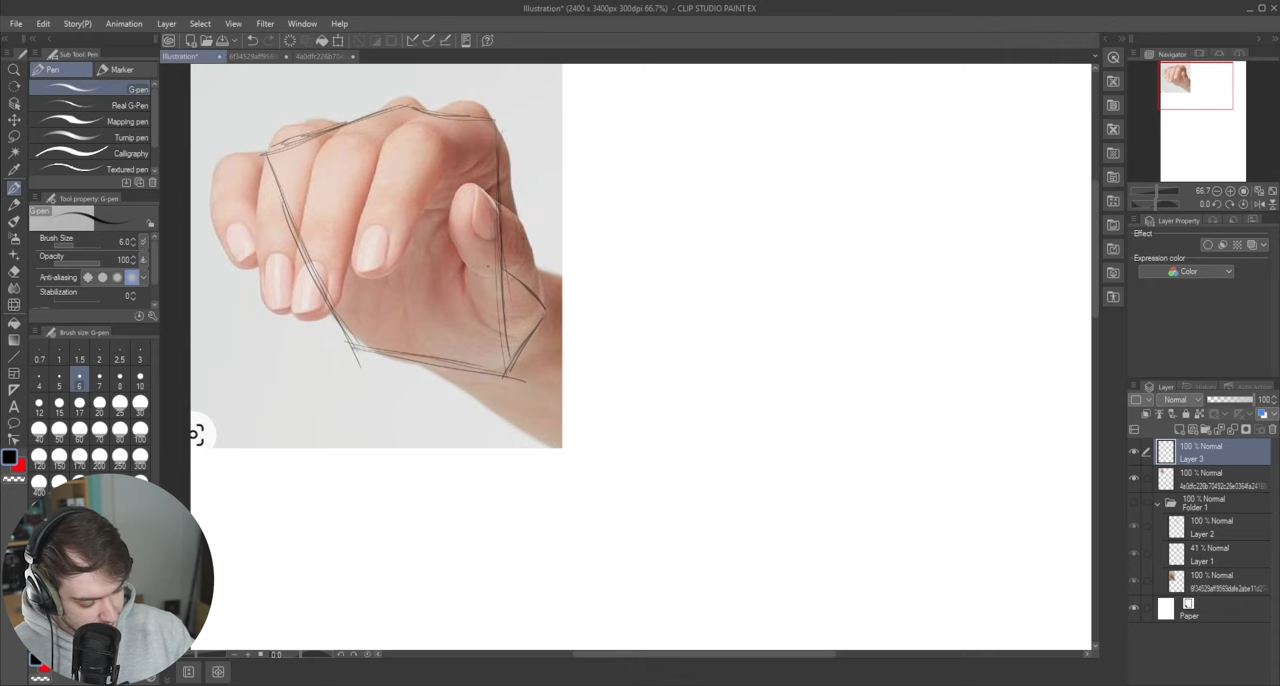 Illustration* (2400 x 3400px 300dpi 66.7%) - CLIP STUDIO PAINT EX
File Edit Story(P) Animation Layer Select View Filter Window Help
Sub Tool: Pen
Illustration*
Pen Marker
G-pen
Real G-Pen
Mapping pen
Turnip pen
Calligraphy
Textured pen
Tool property: G-pen
G-pen
Brush Size 6.0
Opacity 100
Anti-aliasing
Stabilization 0
Brush size: G-pen
0.7 1 1.5 2 2.5 3
4 5 6 7 8 10
12 15 17 20 25 30
40 50 60 70 80 100
120 150 170 200 250 300
400
0.0
Navigator
66.7
0.0
Layer Property
Effect
Expression color
Color
Layer
Normal 100
100 % Normal
Layer 3
100 % Normal
100 % Normal
Folder 1
100 % Normal
Layer 2
41 % Normal
Layer 1
100 % Normal
Paper